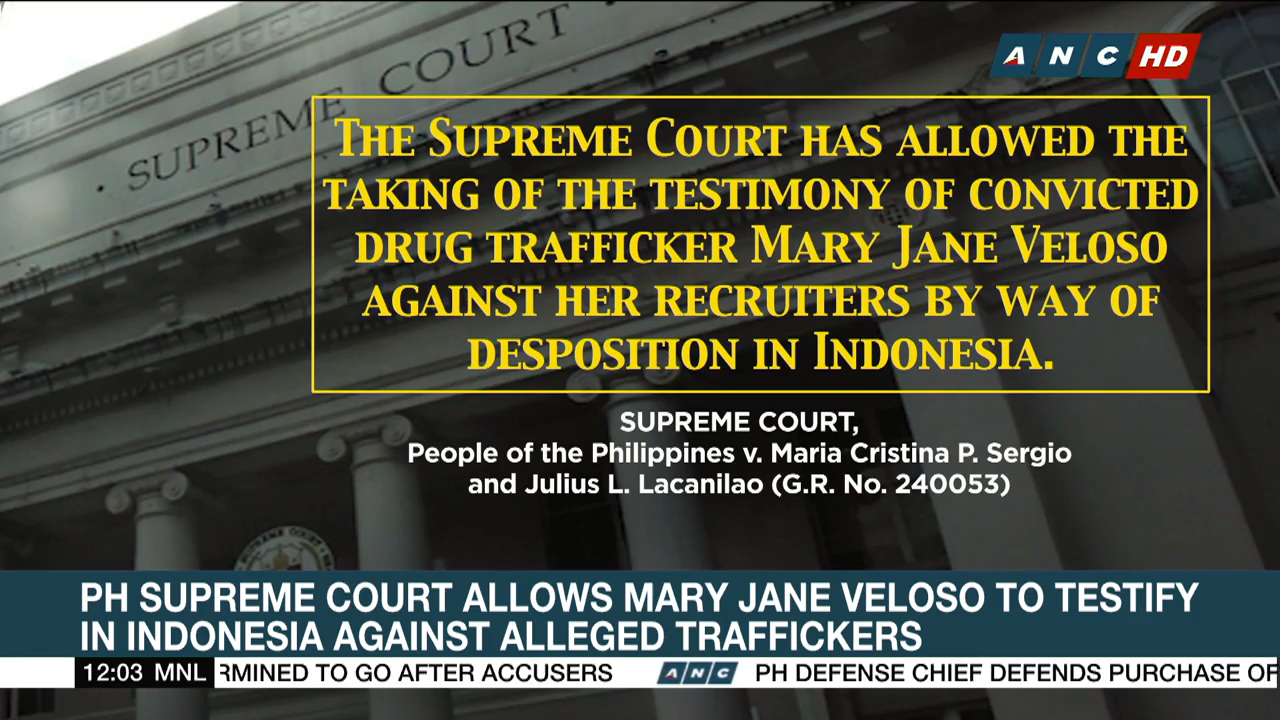 SUPREME COURT
ANC HD
THE SUPREME COURT HAS ALLOWED THE
TAKING OF THE TESTIMONY OF CONVICTED
DRUG TRAFFICKER MARY JANE VELOSO
AGAINST HER RECRUITERS BY WAY OF
DESPOSITION IN INDONESIA.
SUPREME COURT,
People of the Philippines v. Maria Cristina P. Sergio
and Julius L. Lacanilao (G.R. No. 240053)
PH SUPREME COURT ALLOWS MARY JANE VELOSO TO TESTIFY
IN INDONESIA AGAINST ALLEGED TRAFFICKERS
12:03 MNL RMINED TO GO AFTER ACCUSERS ANC PH DEFENSE CHIEF DEFENDS PURCHASE OF